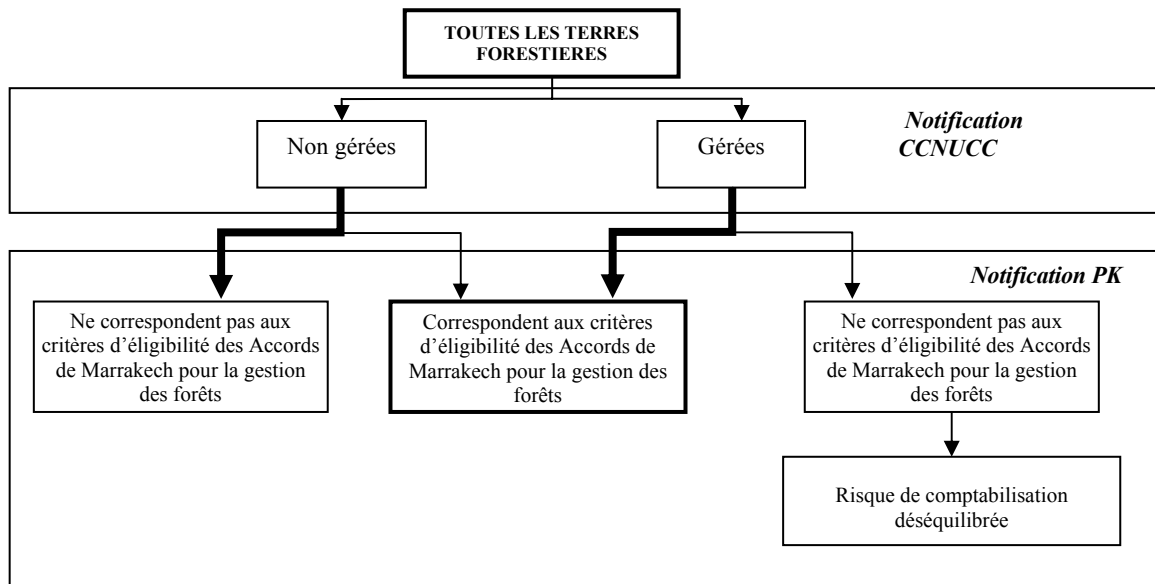 TOUTES LES TERRES
FORESTIERES
Notification
CCNUCC
Non gérées
Gérées
Notification PK
Ne correspondent pas aux
critères d'éligibilité des Accords
de Marrakech pour la gestion
des forêts
Correspondent aux critères
d'éligibilité des Accords de
Marrakech pour la gestion des
forêts
Ne correspondent pas aux
critères d'éligibilité des Accords
de Marrakech pour la gestion
des forêts
Risque de comptabilisation
déséquilibrée